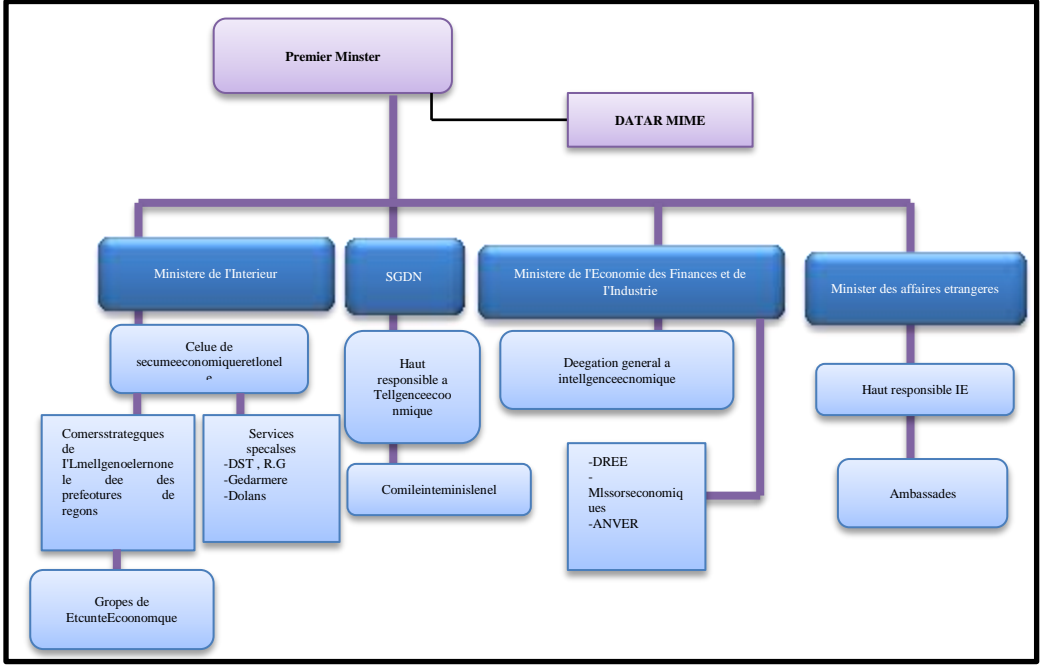 Premier Minster
DATAR MIME
Ministere de l'Interieur
SGDN
Ministere de l'Economie des Finances et de
l'Industrie
Minister des affaires etrangeres
Celue de
secumeeconomiqueretlonel
e
Haut
responsible a
Tellgenceecoo
nmique
Deegation general a
intellgenceecnomique
Haut responsible IE
Comersstrategques
de
l'Lmellgenoelernone
le dee des
prefeotures de
regons
Services
specalses
-DST , R.G
-Gedarmere
-Dolans
Comileinteminislenel
-DREE
-
Mlssorseconomiq
ues
-ANVER
Ambassades
Gropes de
EtcunteEcoonomque